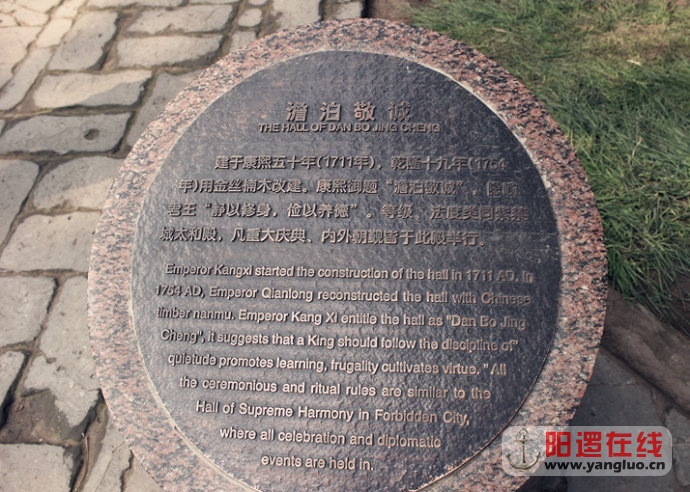 澹泊敬诚
THE HALL OF DAN BO JING CHENG
建于康熙五十年(1711年)，乾隆十九年(1754
年)用金丝楠木改建。康熙御题“澹泊敬诚”，
君王“静以修身，俭以养德”。等级、法度类同紫禁
城太和殿，凡重大庆典、内外朝觐皆于此殿举行。
Emperor Kangxi started the construction of the hall in 1711 AD. In
1754 AD, Emperor Qianlong reconstructed the hall with Chinese
timber nanmu. Emperor Kang Xi entitle the hall as "Dan Bo Jing
Cheng", it suggests that a King should follow the discipline of"
quietude promotes learning, frugality cultivates virtue. "All
the ceremonious and ritual rules are similar to the
Hall of Supreme Harmony in Forbidden City,
where all celebration and diplomatic
events are held in.
阳逻在线
www.yangluo.cn